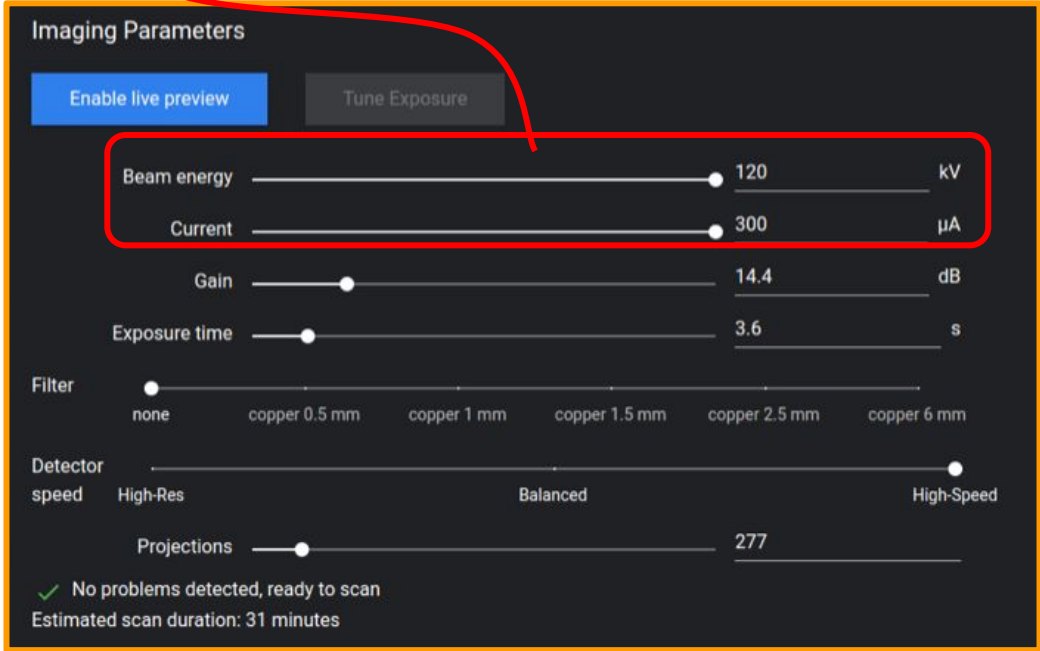 Imaging Parameters
Enable live preview
Tune Exposure
Beam energy 120 kV
Current 300 µA
Gain 14.4 dB
Exposure time 3.6 s
Filter
none copper 0.5 mm copper 1 mm copper 1.5 mm copper 2.5 mm copper 6 mm
Detector
speed High-Res Balanced High-Speed
Projections 277
No problems detected, ready to scan
Estimated scan duration: 31 minutes